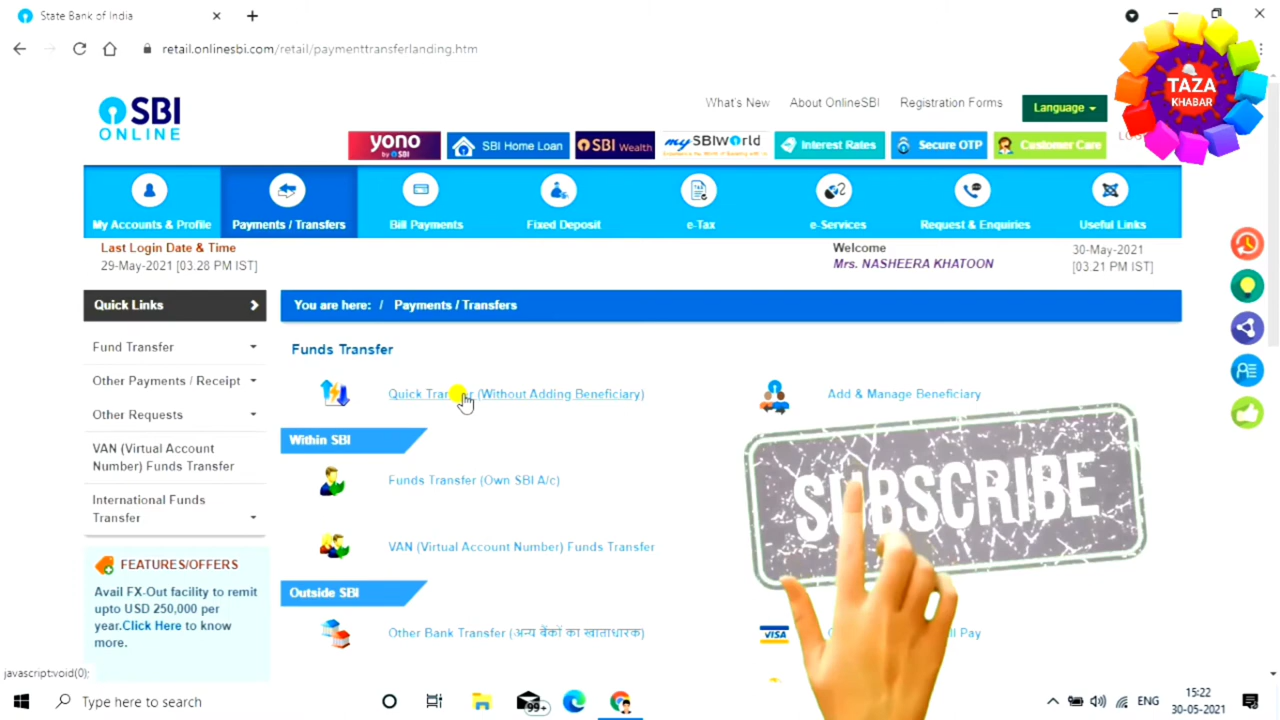 State Bank of India
retail.onlinesbi.com/retail/paymenttransferlanding.htm
TAZA
KHABAR
SBI
ONLINE
What's New About OnlineSBI Registration Forms Language
yono
by SBI
SBI Home Loan
SBI Wealth
my SBIWorld
Interest Rates
Secure OTP
Customer Care
My Accounts & Profile Payments / Transfers Bill Payments Fixed Deposit e-Tax e-Services Request & Enquiries Useful Links
Last Login Date & Time
29-May-2021 [03.28 PM IST]
Welcome
Mrs. NASHEERA KHATOON
30-May-2021
[03.21 PM IST]
Quick Links
You are here: / Payments / Transfers
Fund Transfer
Other Payments / Receipt
Other Requests
VAN (Virtual Account
Number) Funds Transfer
International Funds
Transfer
FEATURES/OFFERS
Avail FX-Out facility to remit
upto USD 250,000 per
year.Click Here to know
more.
Funds Transfer
Quick Transfer (Without Adding Beneficiary)
Add & Manage Beneficiary
Within SBI
Funds Transfer (Own SBI A/c)
VAN (Virtual Account Number) Funds Transfer
Outside SBI
Other Bank Transfer (अन्य बैंकों का खाताधारक)
VISA
Pay
SUBSCRIBE
javascript:void(0);
Type here to search
99+
ENG
15:22
30-05-2021